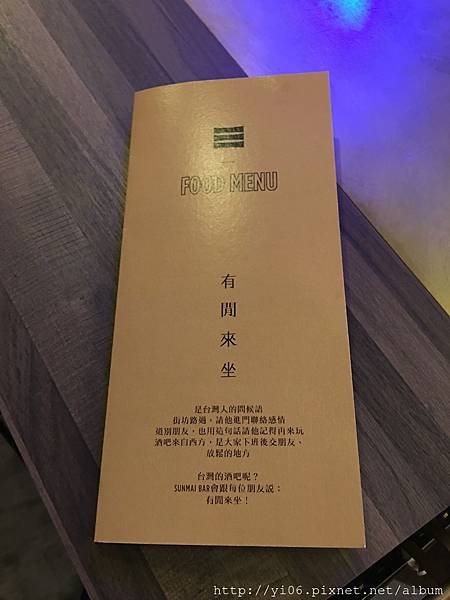 FOOD MENU
有閒來坐
是台灣人的問候語
街坊路過，請他進門聯絡感情
道別朋友，也用這句話請他記得再來玩
酒吧來自西方，是大家下班後交朋友、
放鬆的地方
台灣的酒吧呢？
SUNMAI BAR會跟每位朋友說：
有閒來坐！
http://yi06.pixnet.net/album